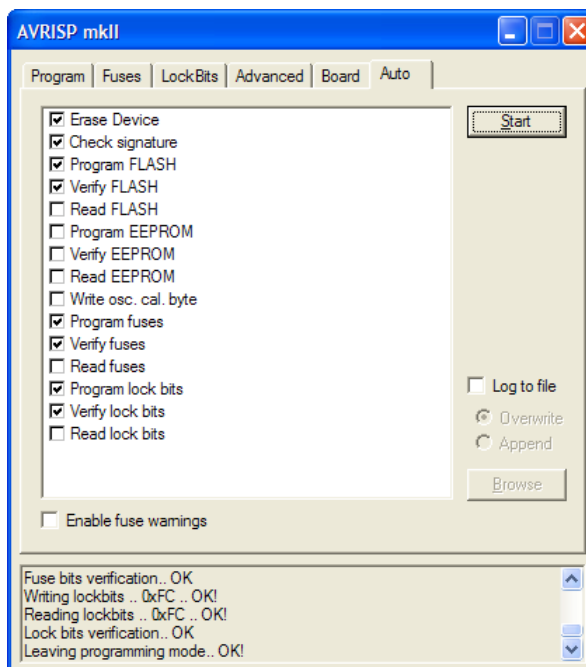 AVRISP mkII
Program Fuses LockBits Advanced Board Auto
Erase Device
Check signature
Program FLASH
Verify FLASH
Read FLASH
Program EEPROM
Verify EEPROM
Read EEPROM
Write osc. cal. byte
Program fuses
Verify fuses
Read fuses
Program lock bits
Verify lock bits
Read lock bits
Start
Log to file
Overwrite
Append
Browse
Enable fuse warnings
Fuse bits verification.. OK
Writing lockbits .. 0xFC .. OK!
Reading lockbits .. 0xFC .. OK!
Lock bits verification.. OK
Leaving programming mode.. OK!